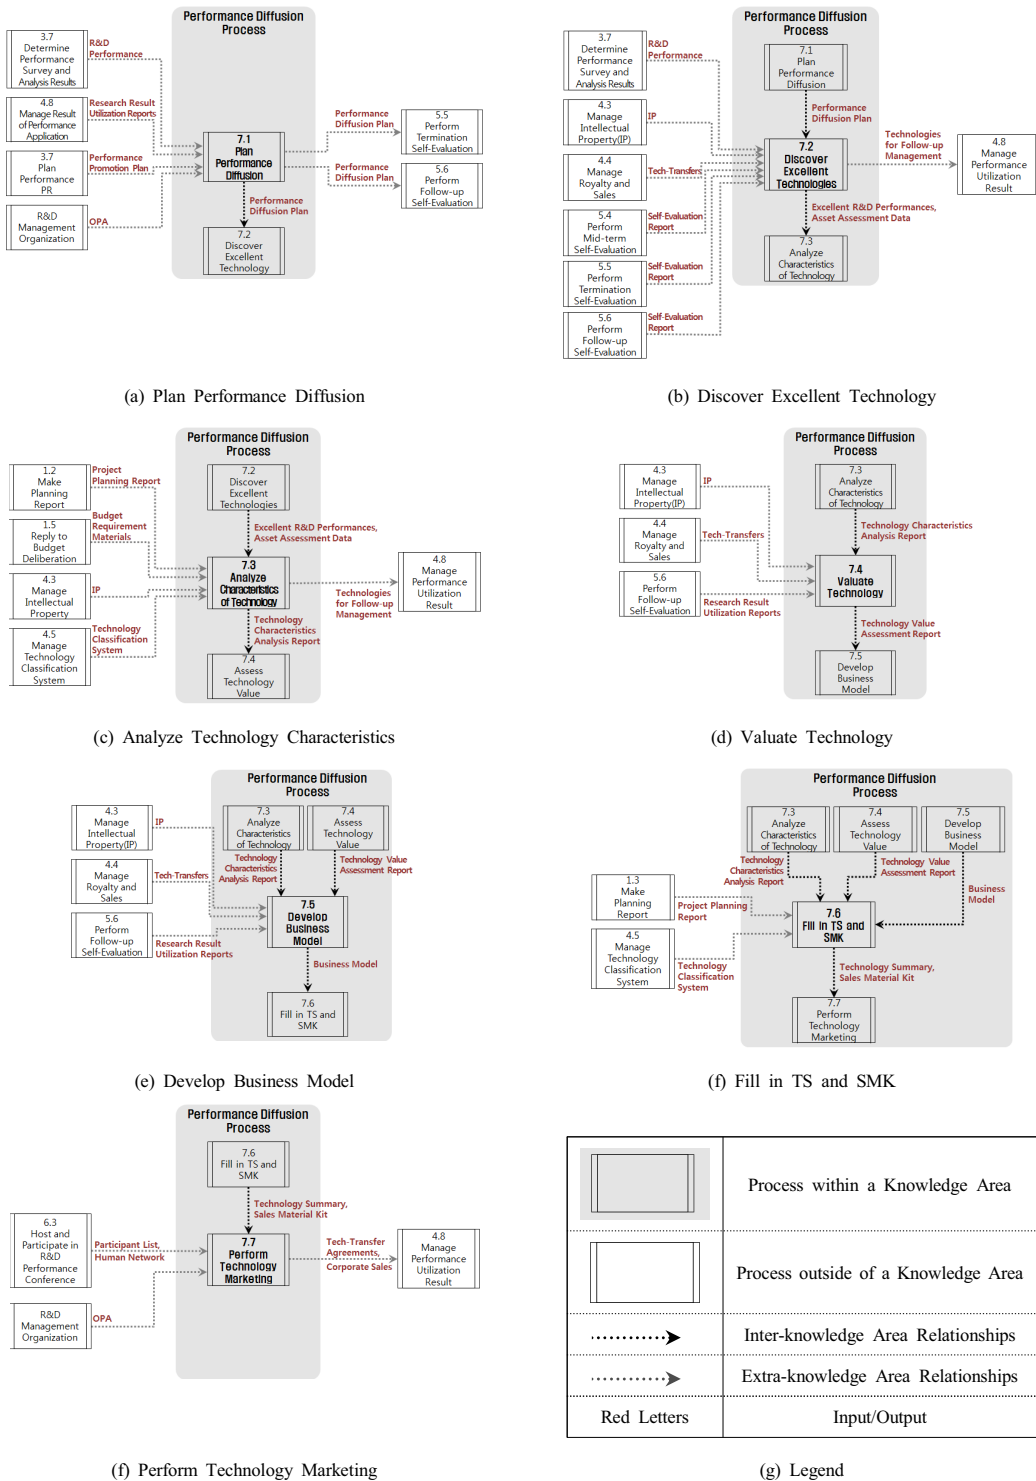 Performance Diffusion
Process
3.7
Determine
Performance
Survey and
Analysis Results
R&D
Performance
4.8
Manage Result
of Performance
Application
Research Result
Utilization Reports
3.7
Plan
Performance
PR
Performance
Promotion Plan
R&D
Management
Organization
OPA
7.1
Plan
Performance
Diffusion
Performance
Diffusion Plan
5.5
Perform
Termination
Self-Evaluation
Performance
Diffusion Plan
5.6
Perform
Follow-up
Self-Evaluation
Performance
Diffusion Plan
7.2
Discover
Excellent
Technology
(a) Plan Performance Diffusion
Performance Diffusion
Process
3.7
Determine
Performance
Survey and
Analysis Results
R&D
Performance
4.3
Manage
Intellectual
Property(IP)
IP
4.4
Manage
Royalty and
Sales
Tech-Transfers
5.4
Perform
Mid-term
Self-Evaluation
Self-Evaluation
Report
5.5
Perform
Termination
Self-Evaluation
Self-Evaluation
Report
5.6
Perform
Follow-up
Self-Evaluation
Self-Evaluation
Report
7.1
Plan
Performance
Diffusion
Performance
Diffusion Plan
7.2
Discover
Excellent
Technologies
Technologies
for Follow-up
Management
4.8
Manage
Performance
Utilization
Result
Excellent R&D Performances,
Asset Assessment Data
7.3
Analyze
Characteristics
of Technology
(b) Discover Excellent Technology
Performance Diffusion
Process
1.2
Make
Planning
Report
Project
Planning Report
1.5
Reply to
Budget
Deliberation
Budget
Requirement
Materials
4.3
Manage
Intellectual
Property
IP
4.5
Manage
Technology
Classification
System
Technology
Classification
System
7.2
Discover
Excellent
Technologies
Excellent R&D Performances,
Asset Assessment Data
7.3
Analyze
Characteristics
of Technology
Technologies
for Follow-up
Management
4.8
Manage
Performance
Utilization
Result
Technology
Characteristics
Analysis Report
7.4
Assess
Technology
Value
(c) Analyze Technology Characteristics
Performance Diffusion
Process
4.3
Manage
Intellectual
Property(IP)
IP
4.4
Manage
Royalty and
Sales
Tech-Transfers
5.6
Perform
Follow-up
Self-Evaluation
Research Result
Utilization Reports
7.3
Analyze
Characteristics
of Technology
Technology Characteristics
Analysis Report
7.4
Valuate
Technology
Technology Value
Assessment Report
7.5
Develop
Business
Model
(d) Valuate Technology
Performance Diffusion
Process
4.3
Manage
Intellectual
Property(IP)
IP
4.4
Manage
Royalty and
Sales
Tech-Transfers
5.6
Perform
Follow-up
Self-Evaluation
Research Result
Utilization Reports
7.3
Analyze
Characteristics
of Technology
7.4
Assess
Technology
Value
Technology
Characteristics
Analysis Report
Technology Value
Assessment Report
7.5
Develop
Business
Model
Business Model
7.6
Fill in TS and
SMK
(e) Develop Business Model
Performance Diffusion
Process
7.3
Analyze
Characteristics
of Technology
7.4
Assess
Technology
Value
7.5
Develop
Business
Model
Technology
Characteristics
Analysis Report
Technology Value
Assessment Report
Business
Model
1.3
Make
Planning
Report
Project Planning
Report
4.5
Manage
Technology
Classification
System
Technology
Classification
System
7.6
Fill in TS and
SMK
Technology Summary,
Sales Material Kit
7.7
Perform
Technology
Marketing
(f) Fill in TS and SMK
Performance Diffusion
Process
7.6
Fill in TS and
SMK
Technology Summary,
Sales Material Kit
6.3
Host and
Participate in
R&D
Performance
Conference
Participant List,
Human Network
R&D
Management
Organization
OPA
7.7
Perform
Technology
Marketing
Tech-Transfer
Agreements,
Corporate Sales
4.8
Manage
Performance
Utilization
Result
(f) Perform Technology Marketing
Process within a Knowledge Area
Process outside of a Knowledge Area
Inter-knowledge Area Relationships
Extra-knowledge Area Relationships
Red Letters Input/Output
(g) Legend